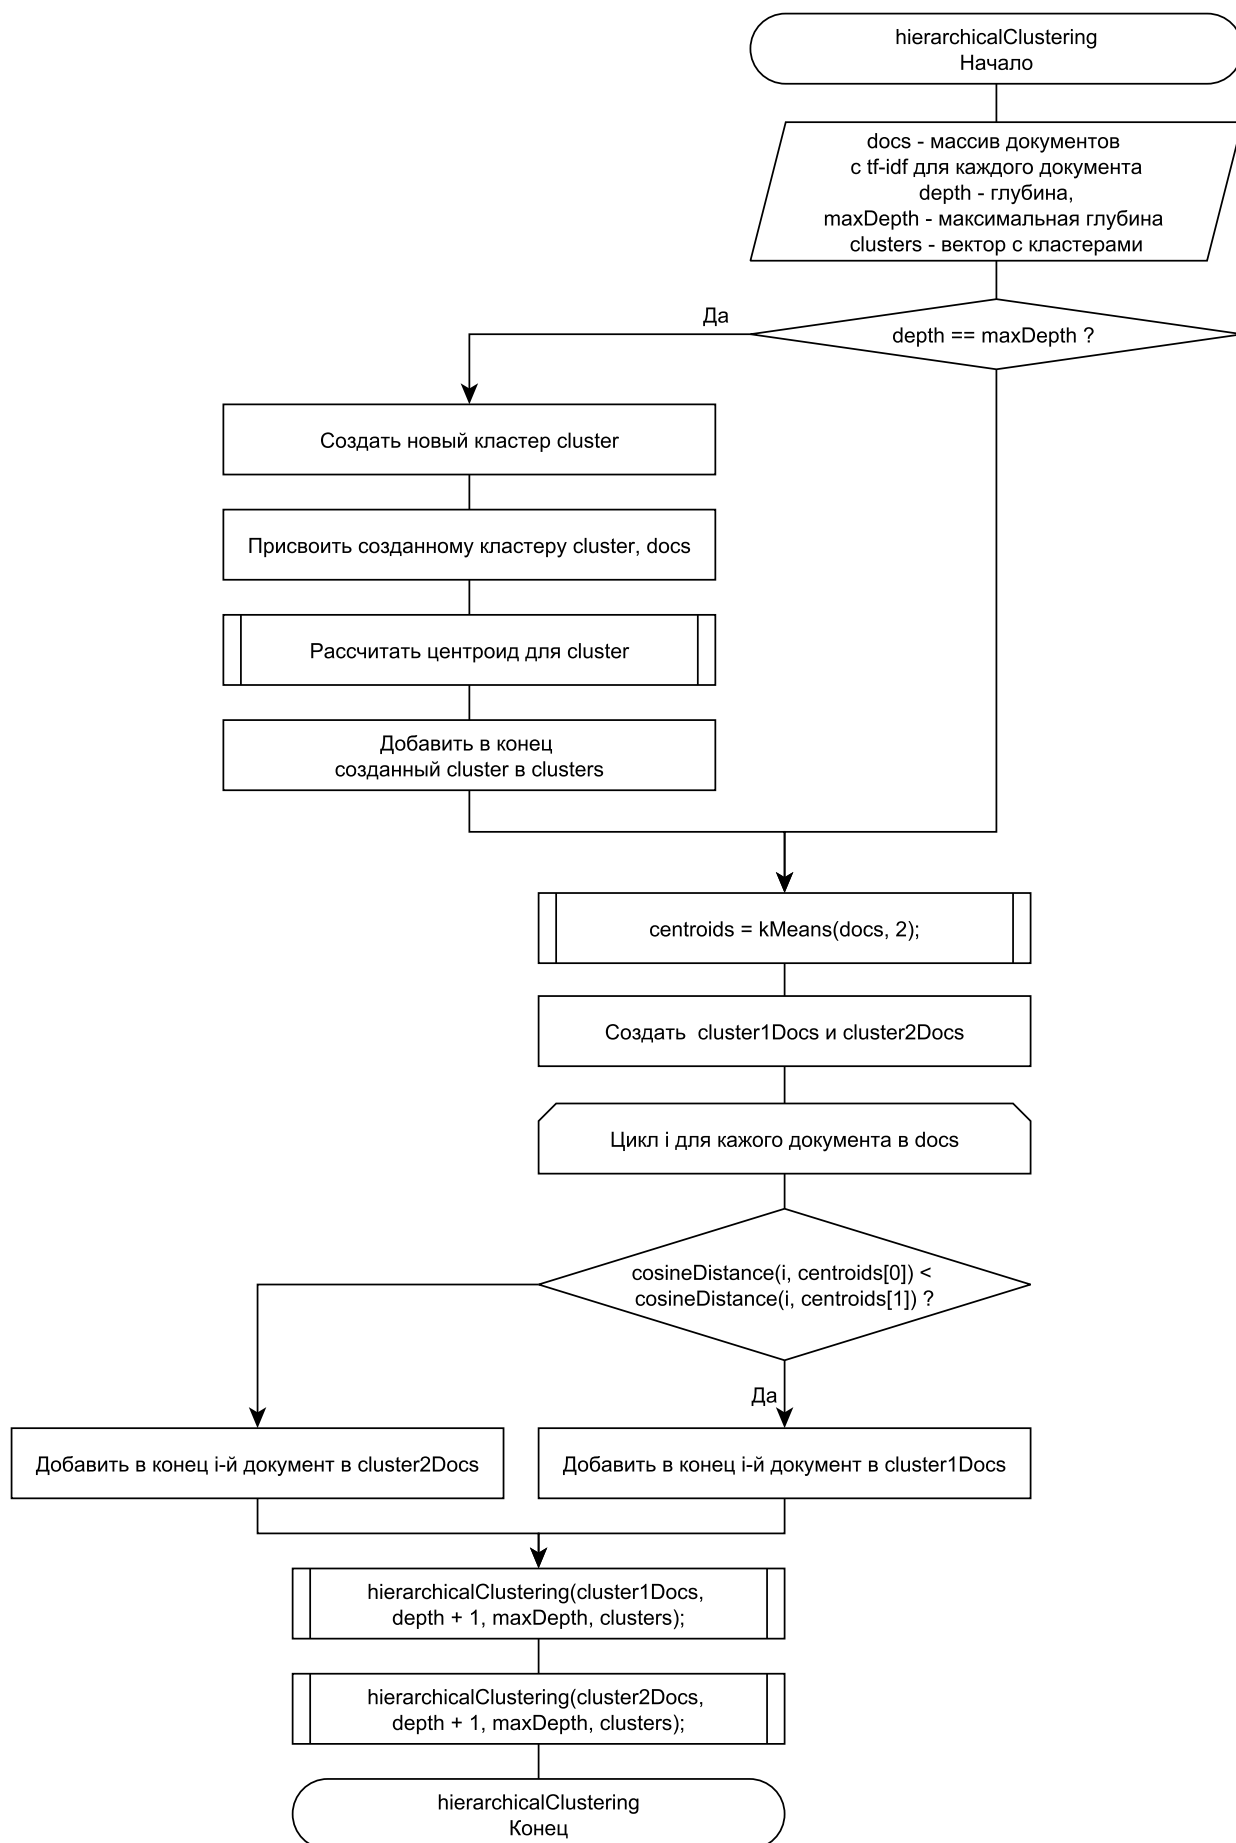 hierarchicalClustering
Начало
docs - массив документов
с tf-idf для каждого документа
depth - глубина,
maxDepth - максимальная глубина
clusters - вектор с кластерами
Да
depth == maxDepth ?
Создать новый кластер cluster
Присвоить созданному кластеру cluster, docs
Рассчитать центроид для cluster
Добавить в конец
созданный cluster в clusters
centroids = kMeans(docs, 2);
Создать cluster1Docs и cluster2Docs
Цикл i для кажого документа в docs
cosineDistance(i, centroids[0]) <
cosineDistance(i, centroids[1]) ?
Да
Добавить в конец i-й документ в cluster2Docs
Добавить в конец i-й документ в cluster1Docs
hierarchicalClustering(cluster1Docs,
depth + 1, maxDepth, clusters);
hierarchicalClustering(cluster2Docs,
depth + 1, maxDepth, clusters);
hierarchicalClustering
Конец